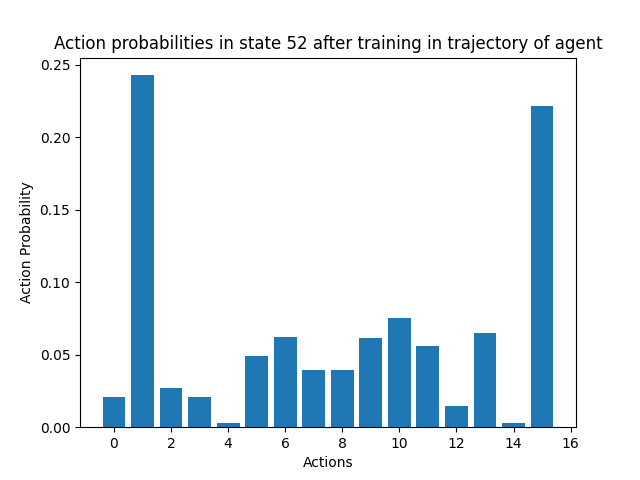 Action probabilities in state 52 after training in trajectory of agent
0.25
0.20
0.15
0.10
0.05
0.00
Action Probability
0 2 4 6 8 10 12 14 16
Actions